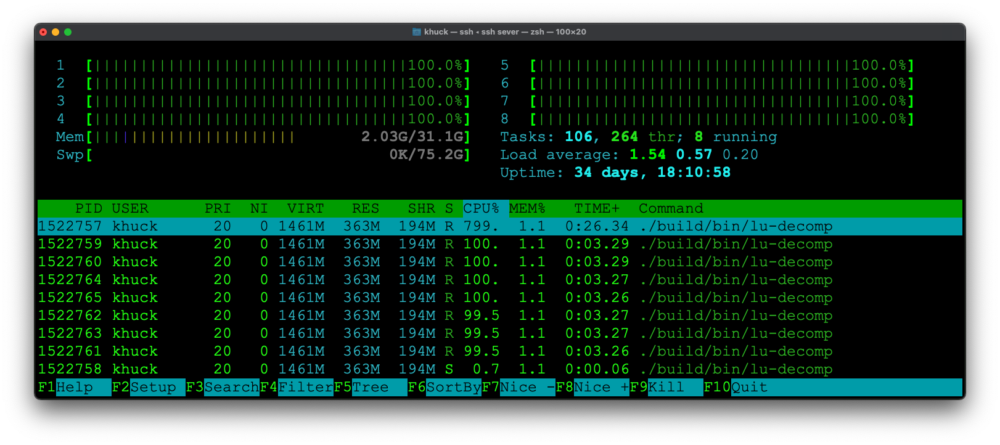 khuck — ssh ◂ ssh sever — zsh — 100×20
1 [||||||||||||||||||||||||||||||||||100.0%] 5 [||||||||||||||||||||||||||||||||||100.0%]
2 [||||||||||||||||||||||||||||||||||100.0%] 6 [||||||||||||||||||||||||||||||||||100.0%]
3 [||||||||||||||||||||||||||||||||||100.0%] 7 [||||||||||||||||||||||||||||||||||100.0%]
4 [||||||||||||||||||||||||||||||||||100.0%] 8 [||||||||||||||||||||||||||||||||||100.0%]
Mem[|||||||||||||||||||||| 2.03G/31.1G] Tasks: 106, 264 thr; 8 running
Swp[ 0K/75.2G] Load average: 1.54 0.57 0.20
Uptime: 34 days, 18:10:58
PID USER PRI NI VIRT RES SHR S CPU% MEM% TIME+ Command
1522757 khuck 20 0 1461M 363M 194M R 799. 1.1 0:26.34 ./build/bin/lu-decomp
1522759 khuck 20 0 1461M 363M 194M R 100. 1.1 0:03.29 ./build/bin/lu-decomp
1522760 khuck 20 0 1461M 363M 194M R 100. 1.1 0:03.29 ./build/bin/lu-decomp
1522764 khuck 20 0 1461M 363M 194M R 100. 1.1 0:03.27 ./build/bin/lu-decomp
1522765 khuck 20 0 1461M 363M 194M R 100. 1.1 0:03.26 ./build/bin/lu-decomp
1522762 khuck 20 0 1461M 363M 194M R 99.5 1.1 0:03.27 ./build/bin/lu-decomp
1522763 khuck 20 0 1461M 363M 194M R 99.5 1.1 0:03.27 ./build/bin/lu-decomp
1522761 khuck 20 0 1461M 363M 194M R 99.5 1.1 0:03.26 ./build/bin/lu-decomp
1522758 khuck 20 0 1461M 363M 194M S 0.7 1.1 0:00.06 ./build/bin/lu-decomp
F1Help F2Setup F3SearchF4FilterF5Tree F6SortByF7Nice -F8Nice +F9Kill F10Quit